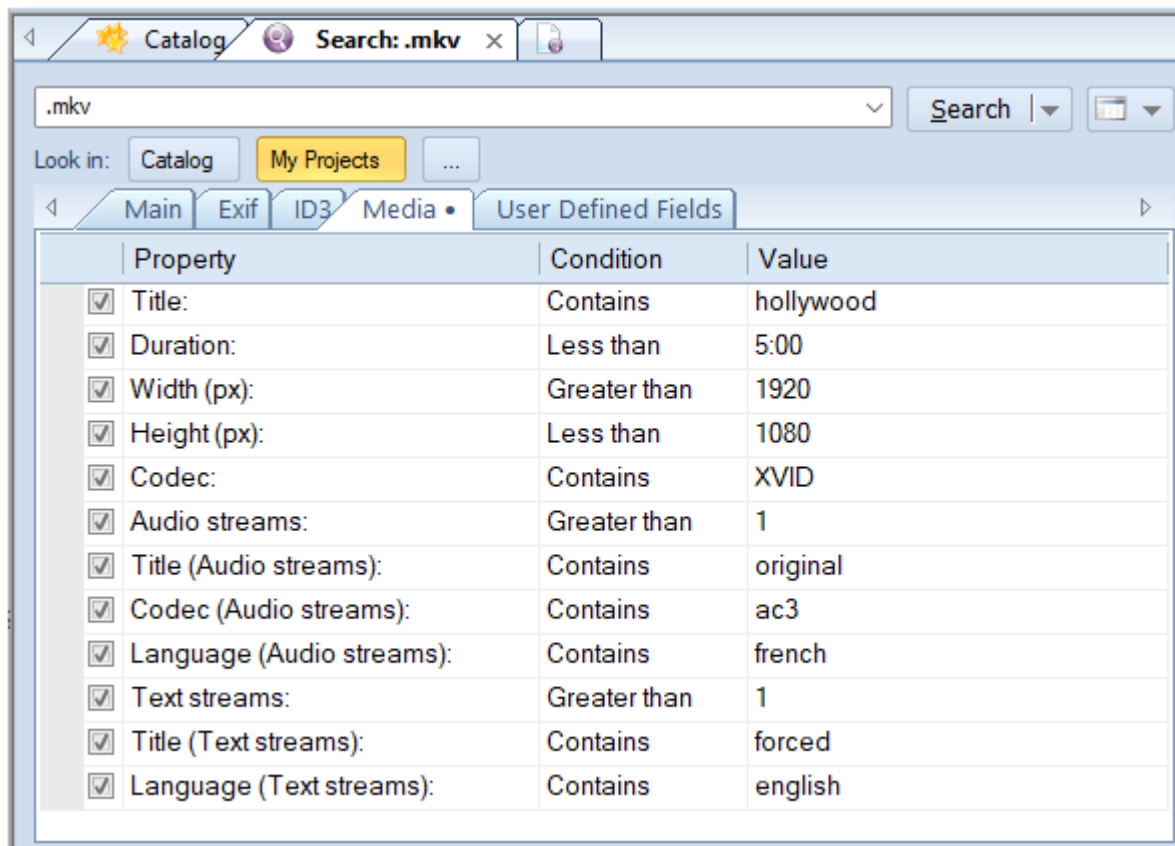 Catalog Search: .mkv
.mkv Search
Look in: Catalog My Projects ...
Main Exif ID3 Media • User Defined Fields
Property Condition Value
Title: Contains hollywood
Duration: Less than 5:00
Width (px): Greater than 1920
Height (px): Less than 1080
Codec: Contains XVID
Audio streams: Greater than 1
Title (Audio streams): Contains original
Codec (Audio streams): Contains ac3
Language (Audio streams): Contains french
Text streams: Greater than 1
Title (Text streams): Contains forced
Language (Text streams): Contains english